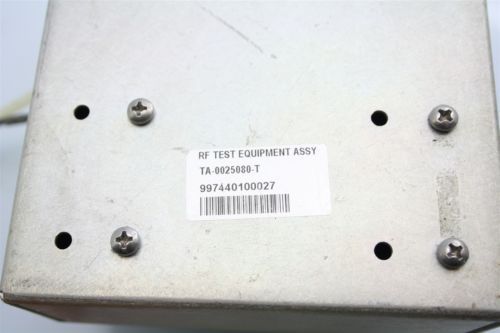 RF TEST EQUIPMENT ASSY
TA-0025080-T
997440100027